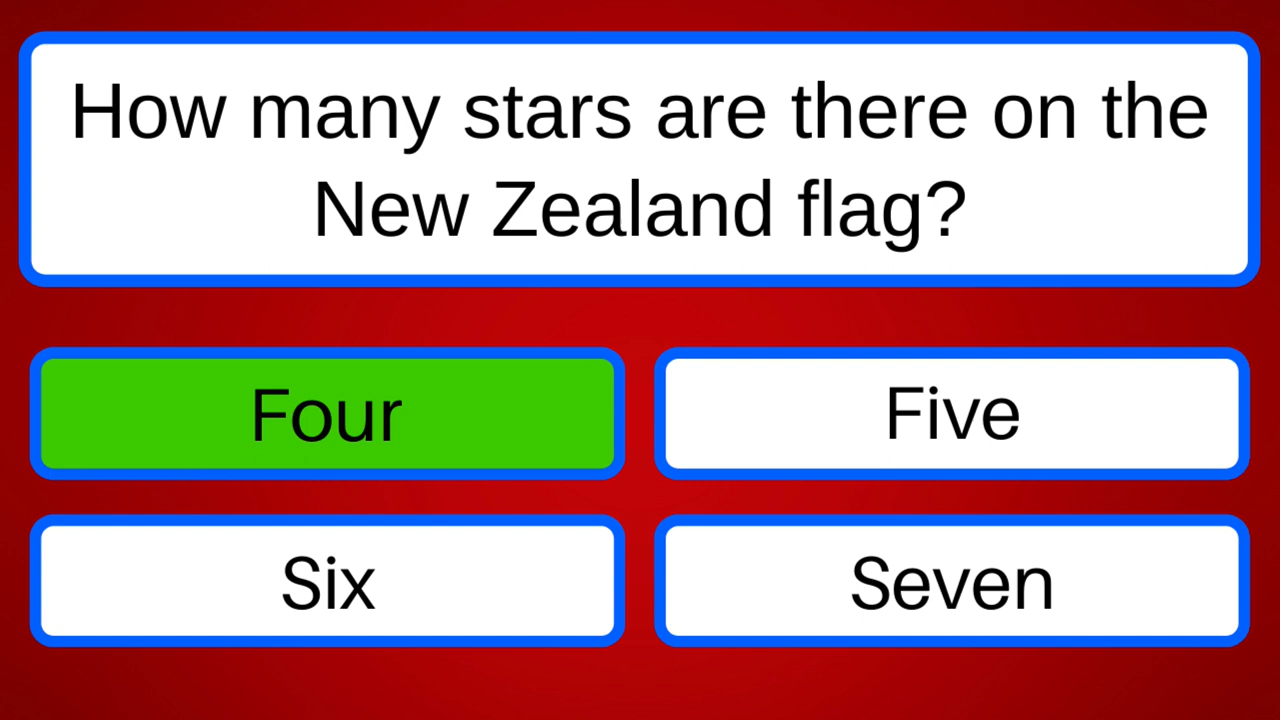 How many stars are there on the
New Zealand flag?
Four
Five
Six
Seven